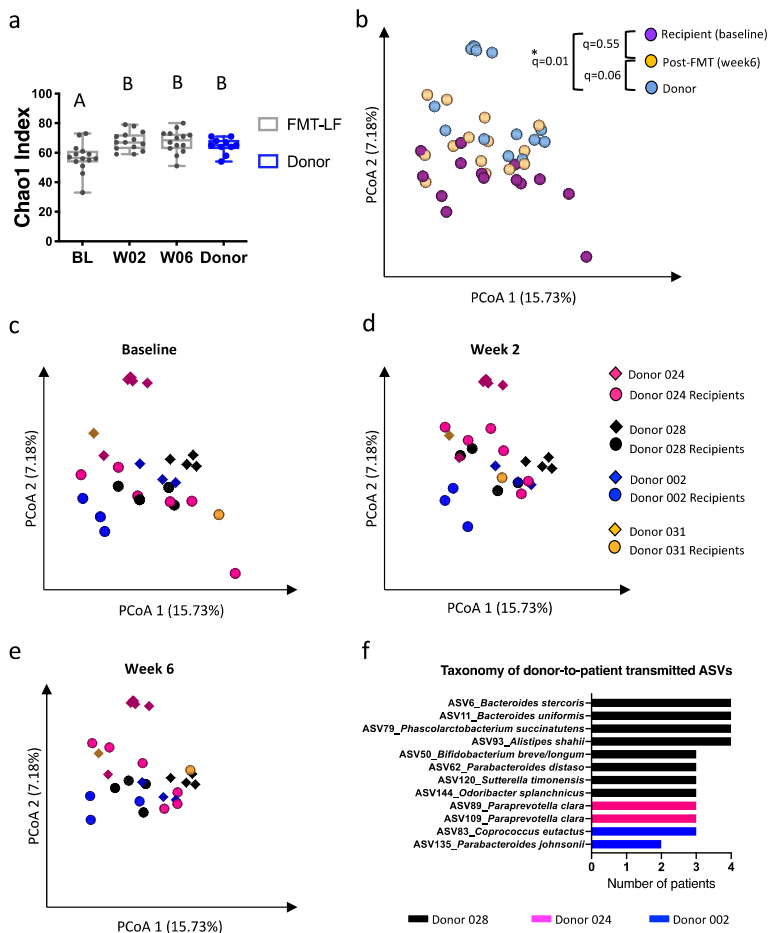 a
Chao1 Index
100
80
60
40
20
0
A
B
B
B
BL
W02
W06
Donor
FMT-LF
Donor
b
PCoA 2 (7.18%)
PCoA 1 (15.73%)
*
q=0.01
q=0.55
q=0.06
Recipient (baseline)
Post-FMT (week6)
Donor
c
Baseline
PCoA 2 (7.18%)
PCoA 1 (15.73%)
d
Week 2
PCoA 2 (7.18%)
PCoA 1 (15.73%)
Donor 024
Donor 024 Recipients
Donor 028
Donor 028 Recipients
Donor 002
Donor 002 Recipients
Donor 031
Donor 031 Recipients
e
Week 6
PCoA 2 (7.18%)
PCoA 1 (15.73%)
f
Taxonomy of donor-to-patient transmitted ASVs
ASV6_Bacteroides stercoris
ASV11_Bacteroides uniformis
ASV79_Phascolarctobacterium succinatutens
ASV93_Alistipes shahii
ASV50_Bifidobacterium breve/longum
ASV62_Parabacteroides distaso
ASV120_Sutterella timonensis
ASV144_Odoribacter splanchnicus
ASV89_Paraprevotella clara
ASV109_Paraprevotella clara
ASV83_Coprococcus eutactus
ASV135_Parabacteroides johnsonii
0 1 2 3 4
Number of patients
Donor 028
Donor 024
Donor 002